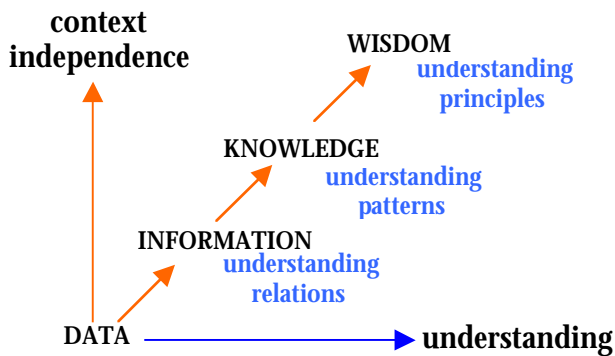 context
independence
WISDOM
understanding
principles
KNOWLEDGE
understanding
patterns
INFORMATION
understanding
relations
DATA
understanding